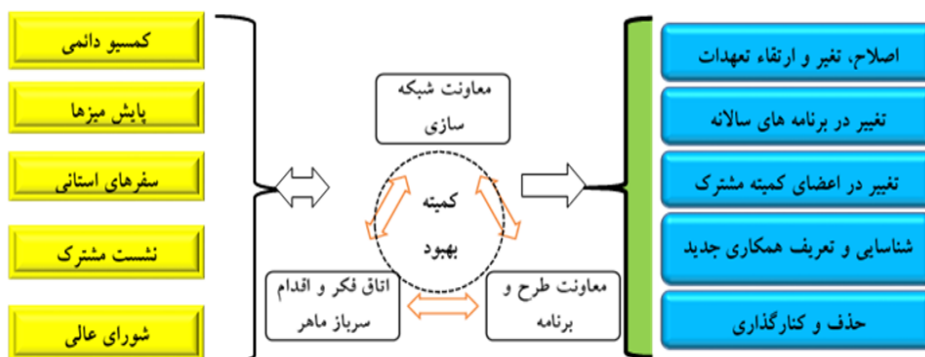 کمسیو دائمی
پایش میزها
سفرهای استانی
نشست مشترک
شورای عالی
معاونت شبکه
سازی
کمیته
بهبود
اتاق فکر و اقدام
سرباز ماهر
معاونت طرح و
برنامه
اصلاح، تغیر و ارتقاء تعهدات
تغییر در برنامه های سالانه
تغییر در اعضای کمیته مشترک
شناسایی و تعریف همکاری جدید
حذف و کنارگذاری